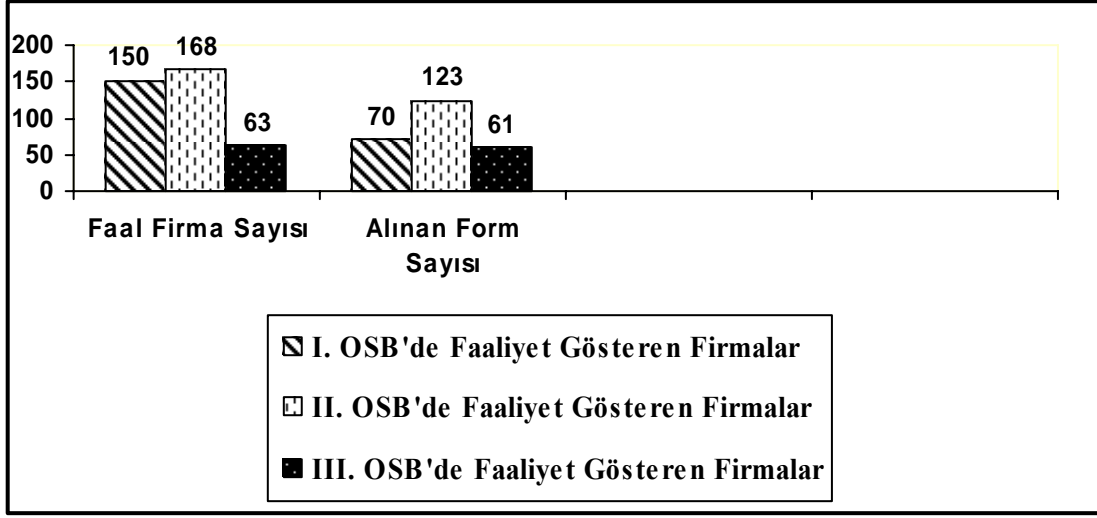 200
150
100
50
0
150
168
63
70
123
61
Faal Firma Sayısı
Alınan Form
Sayısı
I. OSB'de Faaliyet Gösteren Firmalar
II. OSB'de Faaliyet Gösteren Firmalar
III. OSB'de Faaliyet Gösteren Firmalar